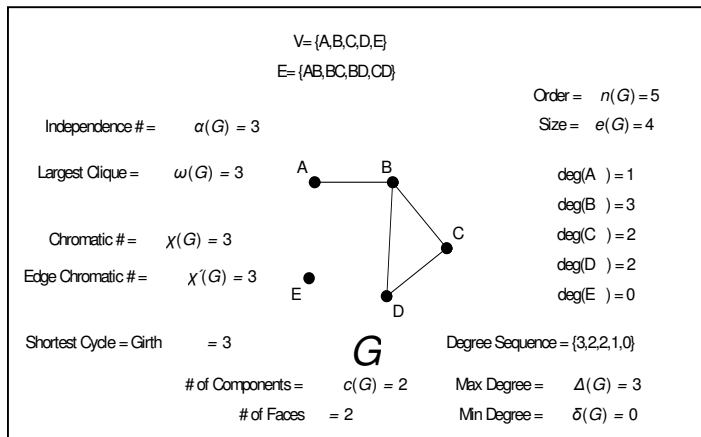 V= {A,B,C,D,E}
E= {AB,BC,BD,CD}
Order = n(G) = 5
Size = e(G) = 4
Independence # = α(G) = 3
Largest Clique = ω(G) = 3
Chromatic # = χ(G) = 3
Edge Chromatic # = χ′(G) = 3
A
B
C
D
E
deg(A ) = 1
deg(B ) = 3
deg(C ) = 2
deg(D ) = 2
deg(E ) = 0
Shortest Cycle = Girth = 3
G
Degree Sequence = {3,2,2,1,0}
# of Components = c(G) = 2
Max Degree = Δ(G) = 3
# of Faces = 2
Min Degree = δ(G) = 0